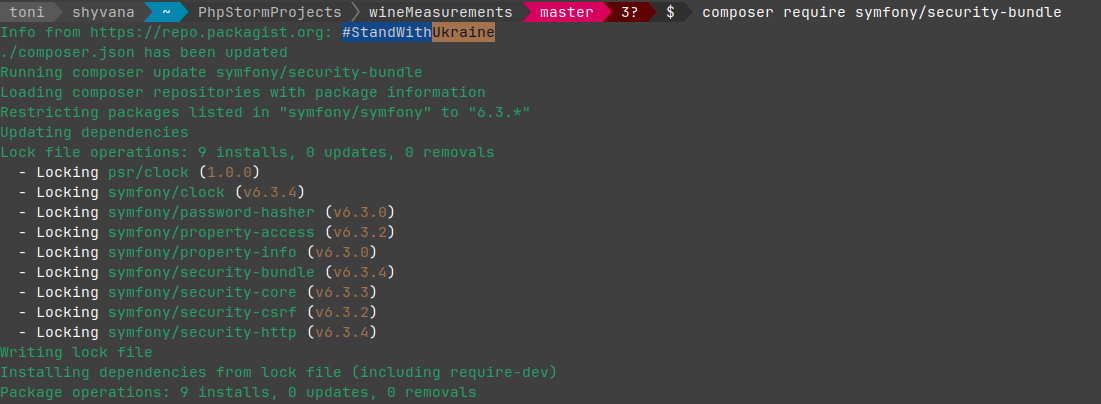 toni shyvana ~ PhpStormProjects wineMeasurements master 3? $ composer require symfony/security-bundle
Info from https://repo.packagist.org: #StandWithUkraine
./composer.json has been updated
Running composer update symfony/security-bundle
Loading composer repositories with package information
Restricting packages listed in "symfony/symfony" to "6.3.*"
Updating dependencies
Lock file operations: 9 installs, 0 updates, 0 removals
  - Locking psr/clock (1.0.0)
  - Locking symfony/clock (v6.3.4)
  - Locking symfony/password-hasher (v6.3.0)
  - Locking symfony/property-access (v6.3.2)
  - Locking symfony/property-info (v6.3.0)
  - Locking symfony/security-bundle (v6.3.4)
  - Locking symfony/security-core (v6.3.3)
  - Locking symfony/security-csrf (v6.3.2)
  - Locking symfony/security-http (v6.3.4)
Writing lock file
Installing dependencies from lock file (including require-dev)
Package operations: 9 installs, 0 updates, 0 removals